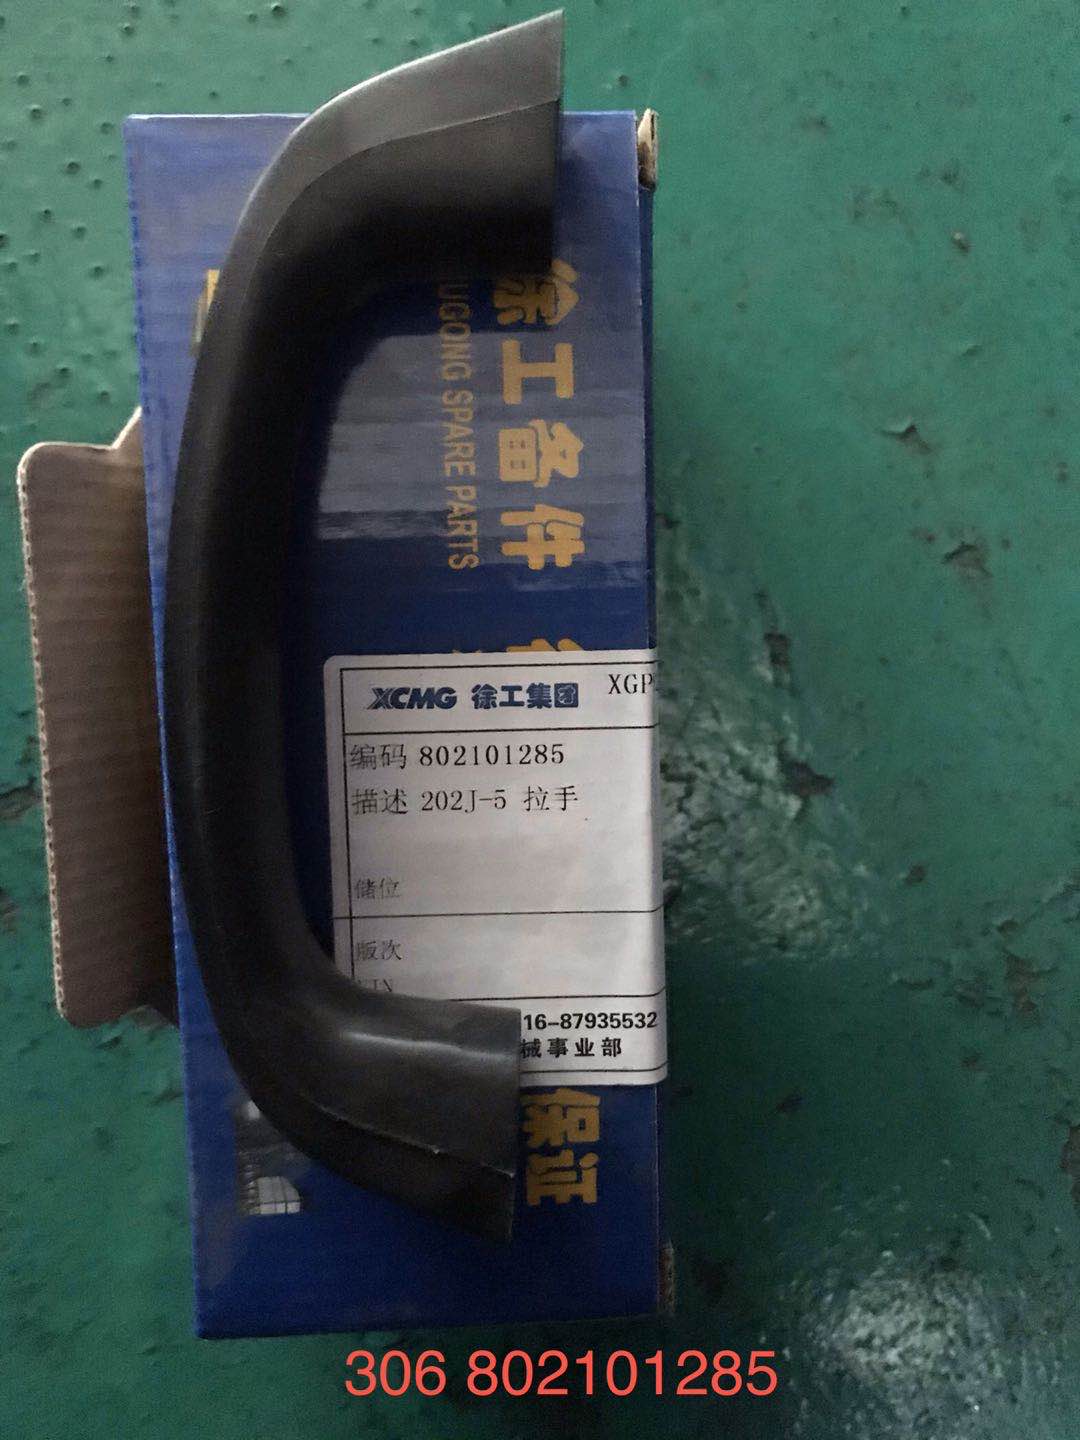 徐工备件
UGONG SPARE PARTS
XCMG 徐工集团 XGP
编码 802101285
描述 202J-5 拉手
储位
版次
16-87935532
械事业部
保证
306 802101285